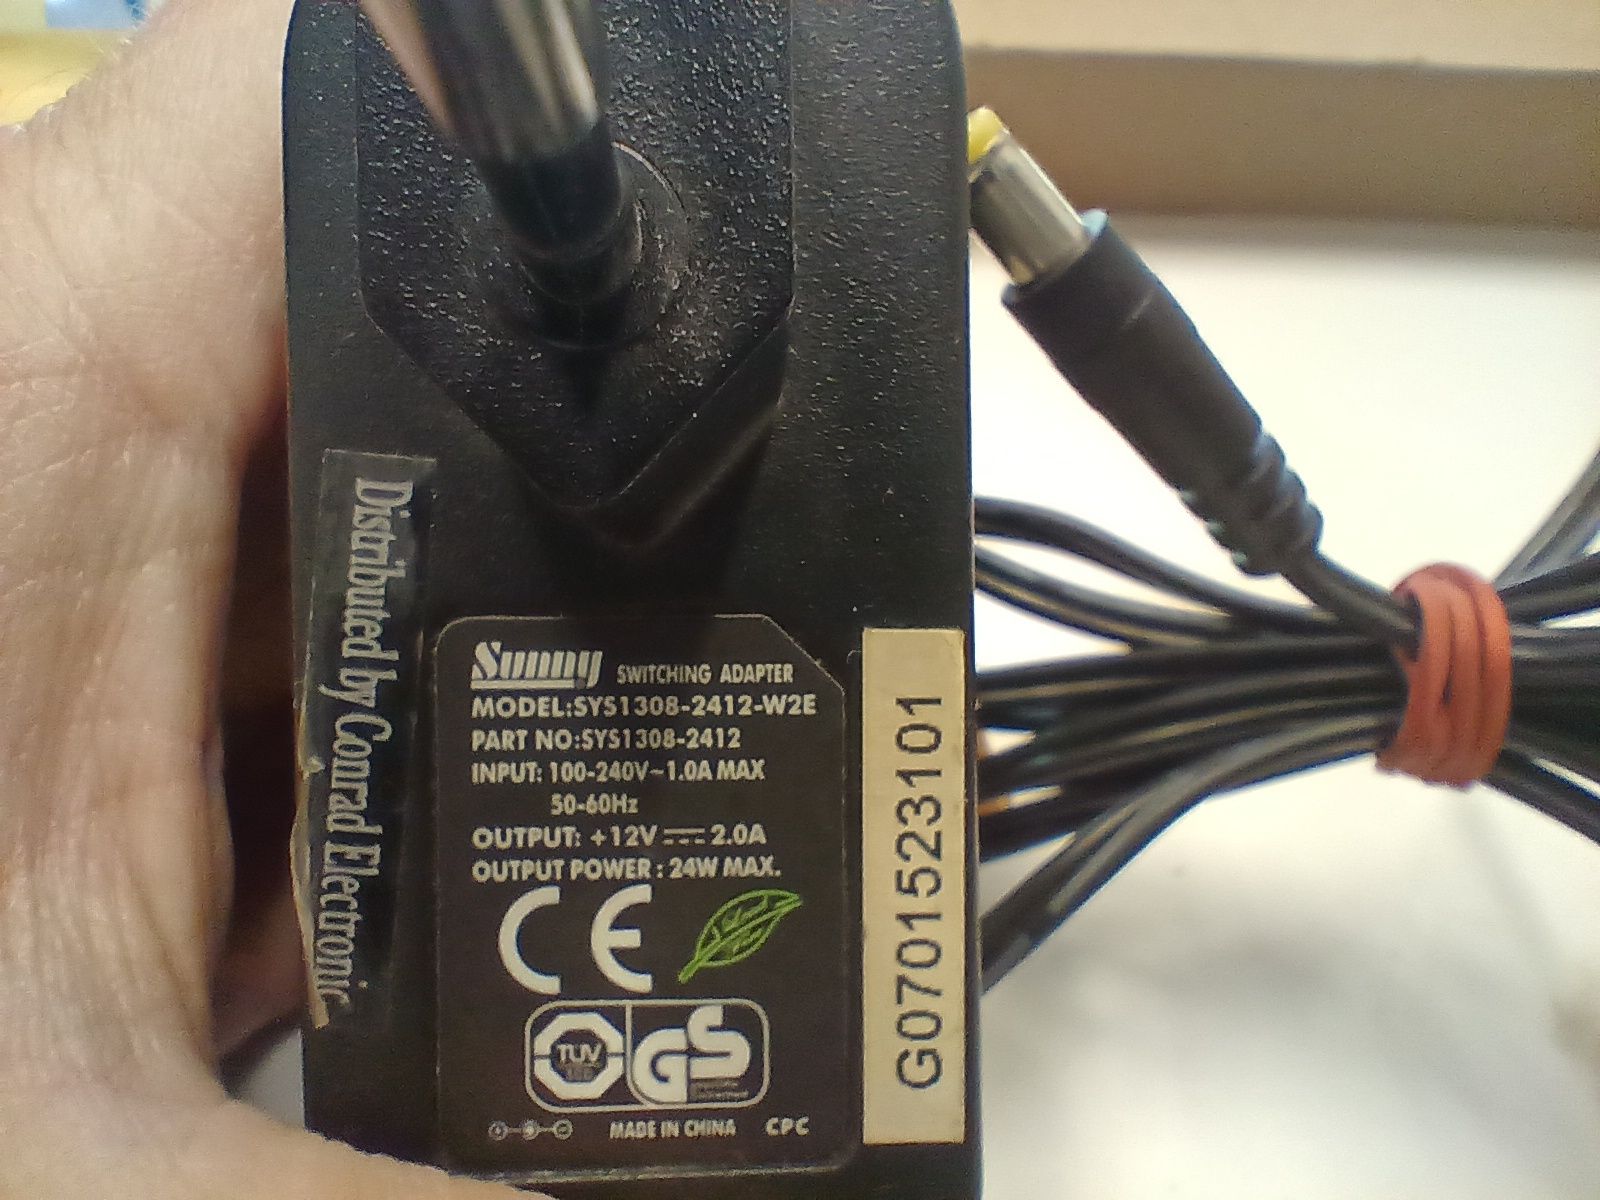 Distributed by Conrad Electronic
Sunny SWITCHING ADAPTER
MODEL:SYS1308-2412-W2E
PART NO:SYS1308-2412
INPUT: 100-240V~1.0A MAX
50-60Hz
OUTPUT: +12V⎓2.0A
OUTPUT POWER : 24W MAX.
CE
TUV
GS
MADE IN CHINA CPC
G0701523101